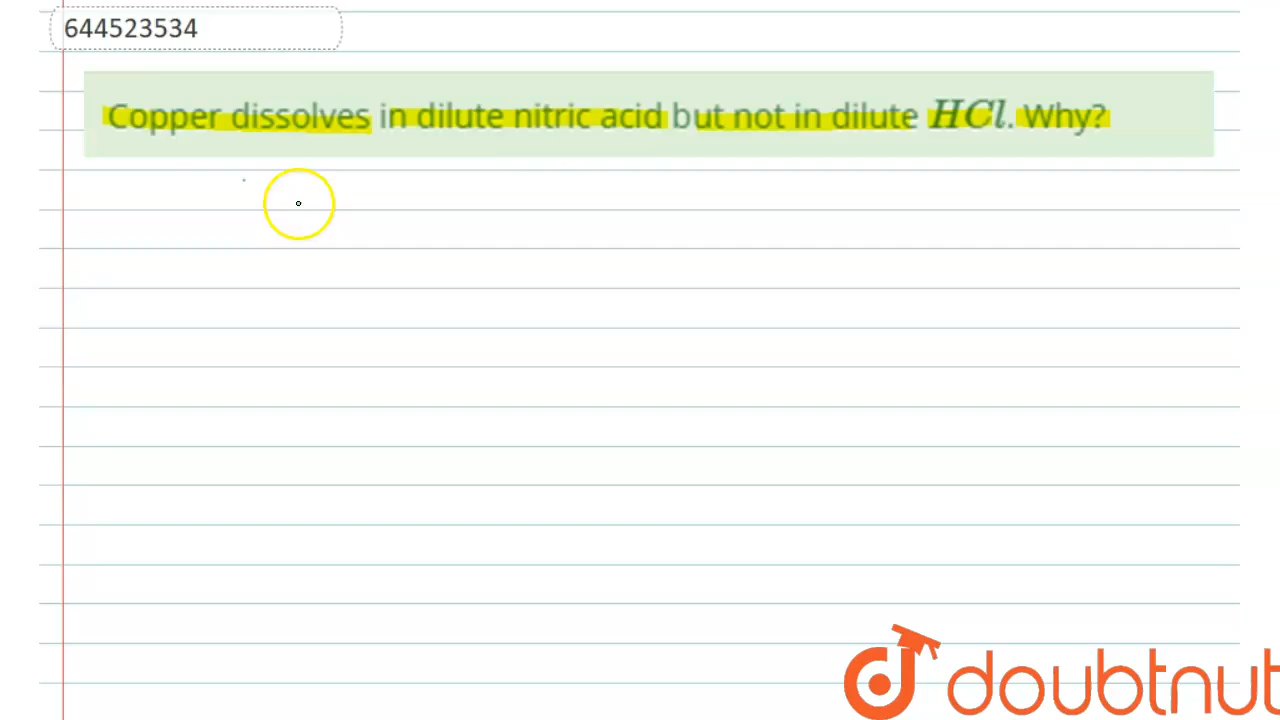 644523534
Copper dissolves in dilute nitric acid but not in dilute HCl. Why?
doubtnut